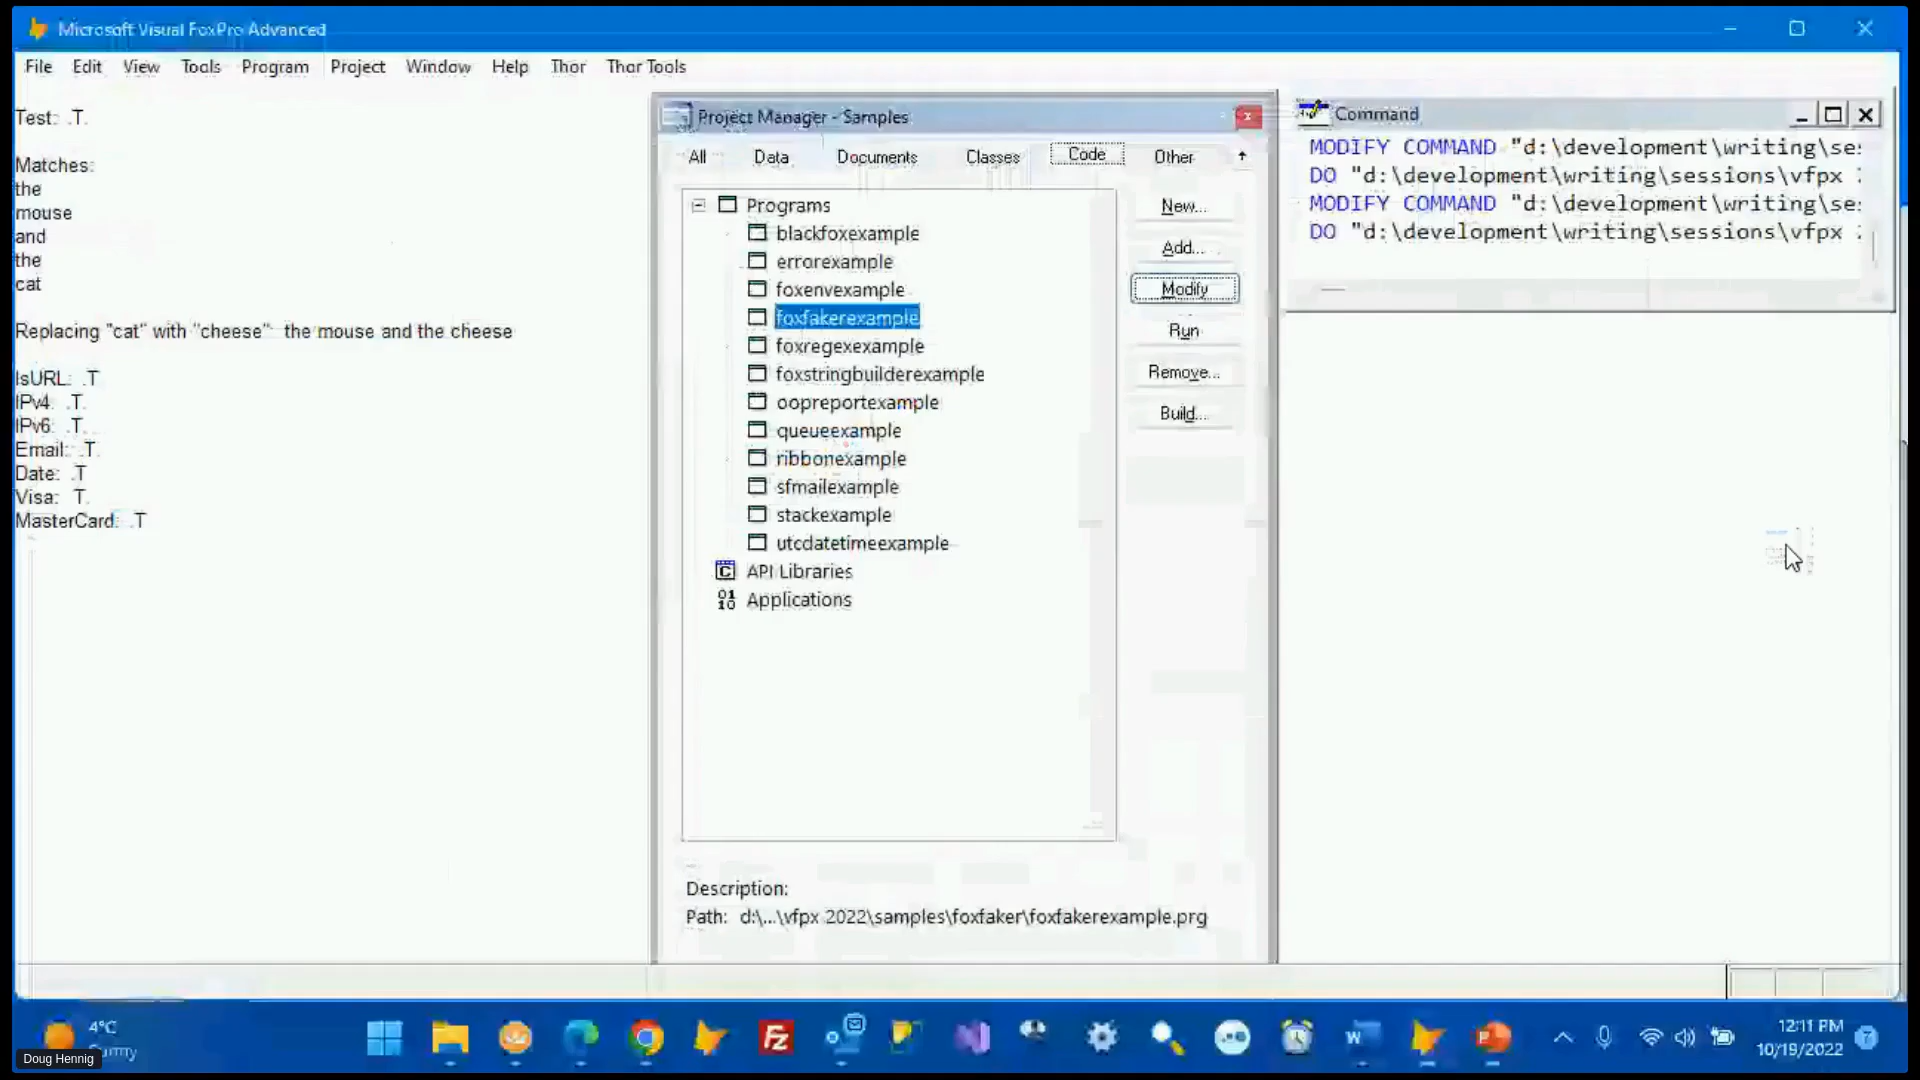 Microsoft Visual FoxPro Advanced
File Edit View Tools Program Project Window Help Thor Thor Tools
Test: .T.
Matches:
the
mouse
and
the
cat
Replacing "cat" with "cheese": the mouse and the cheese
IsURL: .T
IPv4: .T.
IPv6: .T.
Email: .T.
Date: .T
Visa: T.
MasterCard: .T
Project Manager - Samples
All Data Documents Classes Code Other
Programs
blackfoxexample
errorexample
foxenvexample
foxfakerexample
foxregexexample
foxstringbuilderexample
oopreportexample
queueexample
ribbonexample
sfmailexample
stackexample
utcdatetimeexample
API Libraries
Applications
New...
Add...
Modify
Run
Remove...
Build...
Description:
Path: d:\...\vfpx 2022\samples\foxfaker\foxfakerexample.prg
Command
MODIFY COMMAND "d:\development\writing\se
DO "d:\development\writing\sessions\vfpx
MODIFY COMMAND "d:\development\writing\se
DO "d:\development\writing\sessions\vfpx
4°C
Sunny
Doug Hennig
12:11 PM
10/19/2022